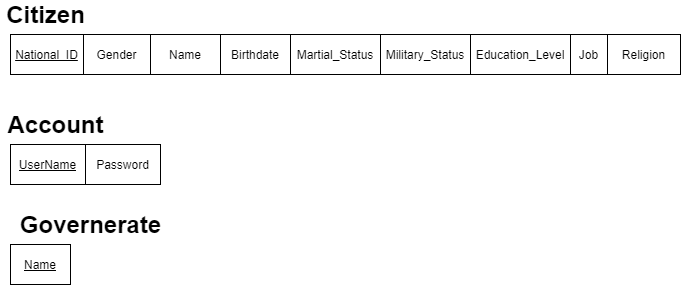 Citizen
National_ID Gender Name Birthdate Martial_Status Military_Status Education_Level Job Religion
Account
UserName Password
Governerate
Name